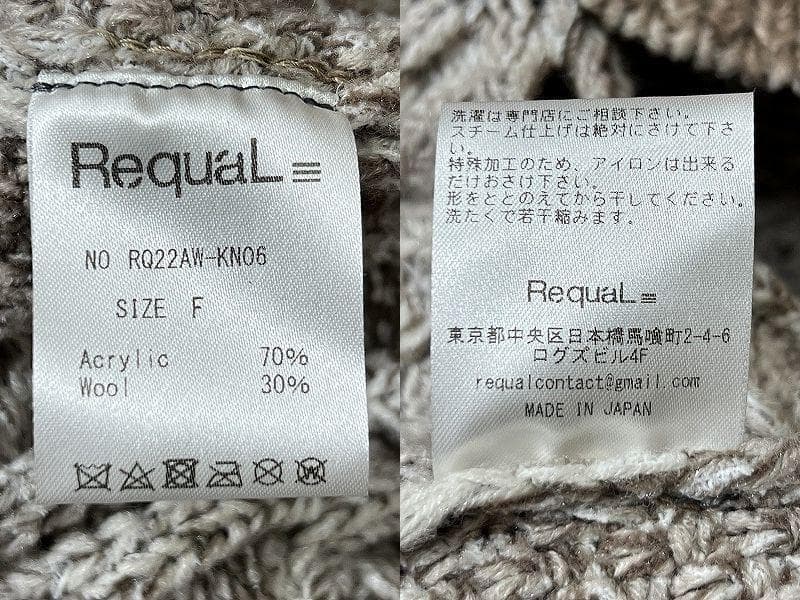 RequaL≡
NO RQ22AW-KN06
SIZE F
Acrylic 70%
Wool 30%
洗濯は専門店にご相談下さい。
スチーム仕上げは絶対にさけて下さ
い。
特殊加工のため、アイロンは出来る
だけおさけ下さい。
形をととのえてから干してください。
洗たくで若干縮みます。
RequaL≡
東京都中央区日本橋馬喰町2-4-6
ログズビル4F
requalcontact@gmail.com
MADE IN JAPAN